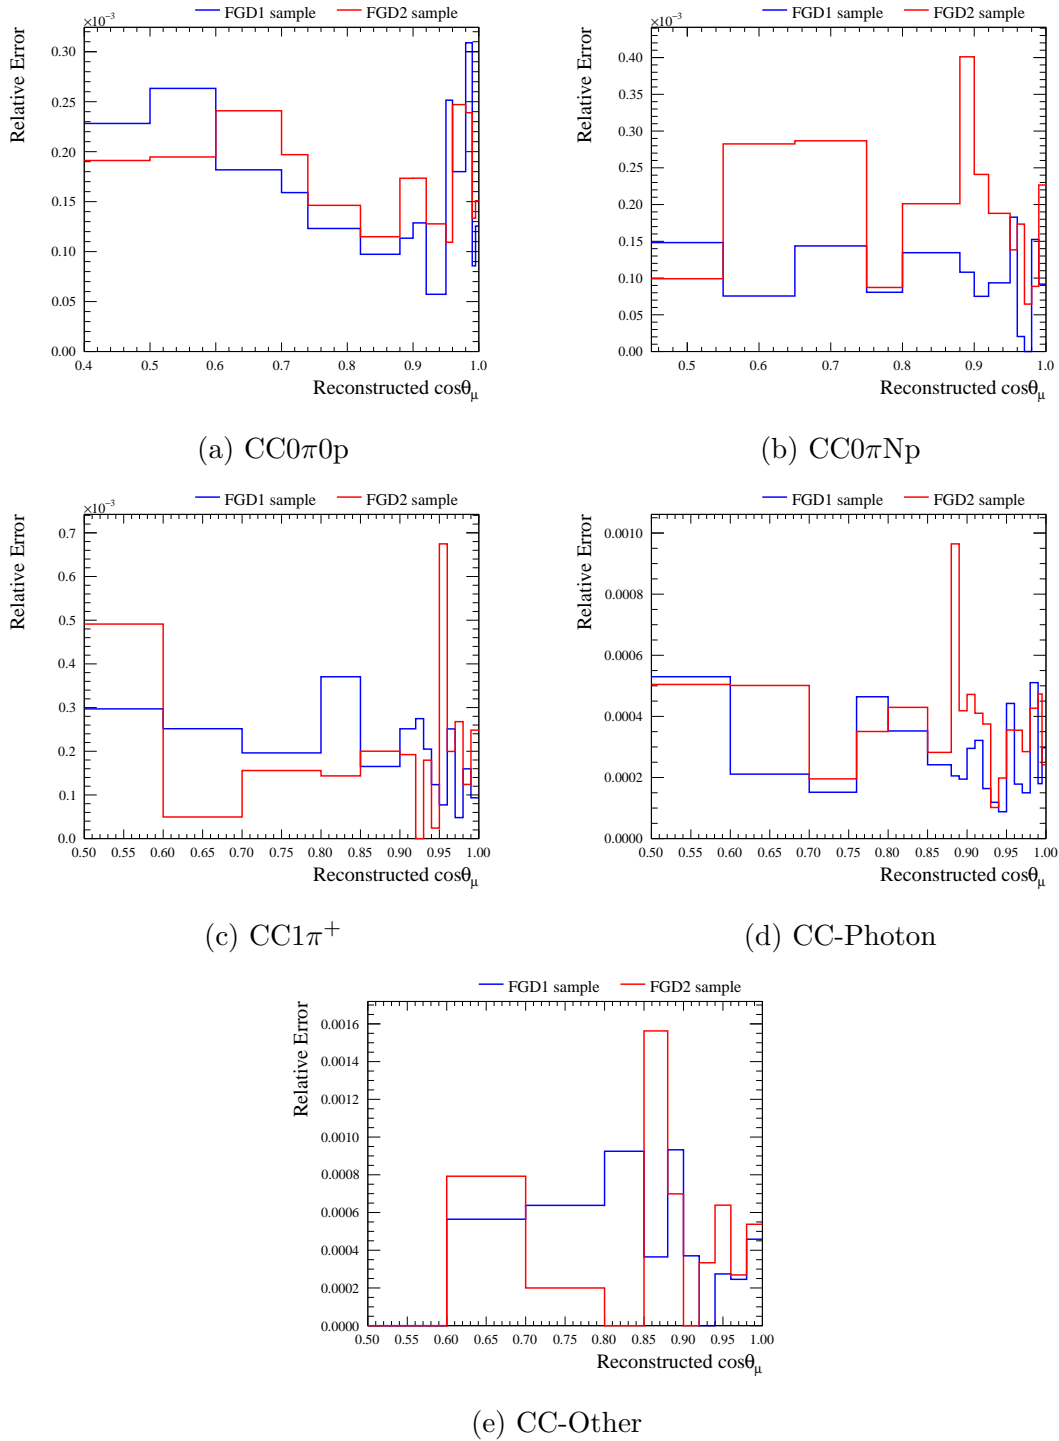 FGD1 sample FGD2 sample
×10⁻³
Relative Error
0.30
0.25
0.20
0.15
0.10
0.05
0.00
0.4 0.5 0.6 0.7 0.8 0.9 1.0
Reconstructed cosθμ
(a) CC0π0p
FGD1 sample FGD2 sample
×10⁻³
Relative Error
0.40
0.30
0.20
0.15
0.10
0.00
0.5 0.6 0.7 0.8 0.9 1.0
Reconstructed cosθμ
(b) CC0πNp
FGD1 sample FGD2 sample
×10⁻³
Relative Error
0.7
0.6
0.5
0.4
0.3
0.2
0.1
0.0
0.50 0.55 0.60 0.65 0.70 0.75 0.80 0.85 0.90 0.95 1.00
Reconstructed cosθμ
(c) CC1π⁺
FGD1 sample FGD2 sample
Relative Error
0.0010
0.0008
0.0006
0.0004
0.0002
0.0000
0.50 0.55 0.60 0.65 0.70 0.75 0.80 0.85 0.90 0.95 1.00
Reconstructed cosθμ
(d) CC-Photon
FGD1 sample FGD2 sample
Relative Error
0.0016
0.0014
0.0012
0.0010
0.0008
0.0006
0.0004
0.0002
0.0000
0.50 0.55 0.60 0.65 0.70 0.75 0.80 0.85 0.90 0.95 1.00
Reconstructed cosθμ
(e) CC-Other